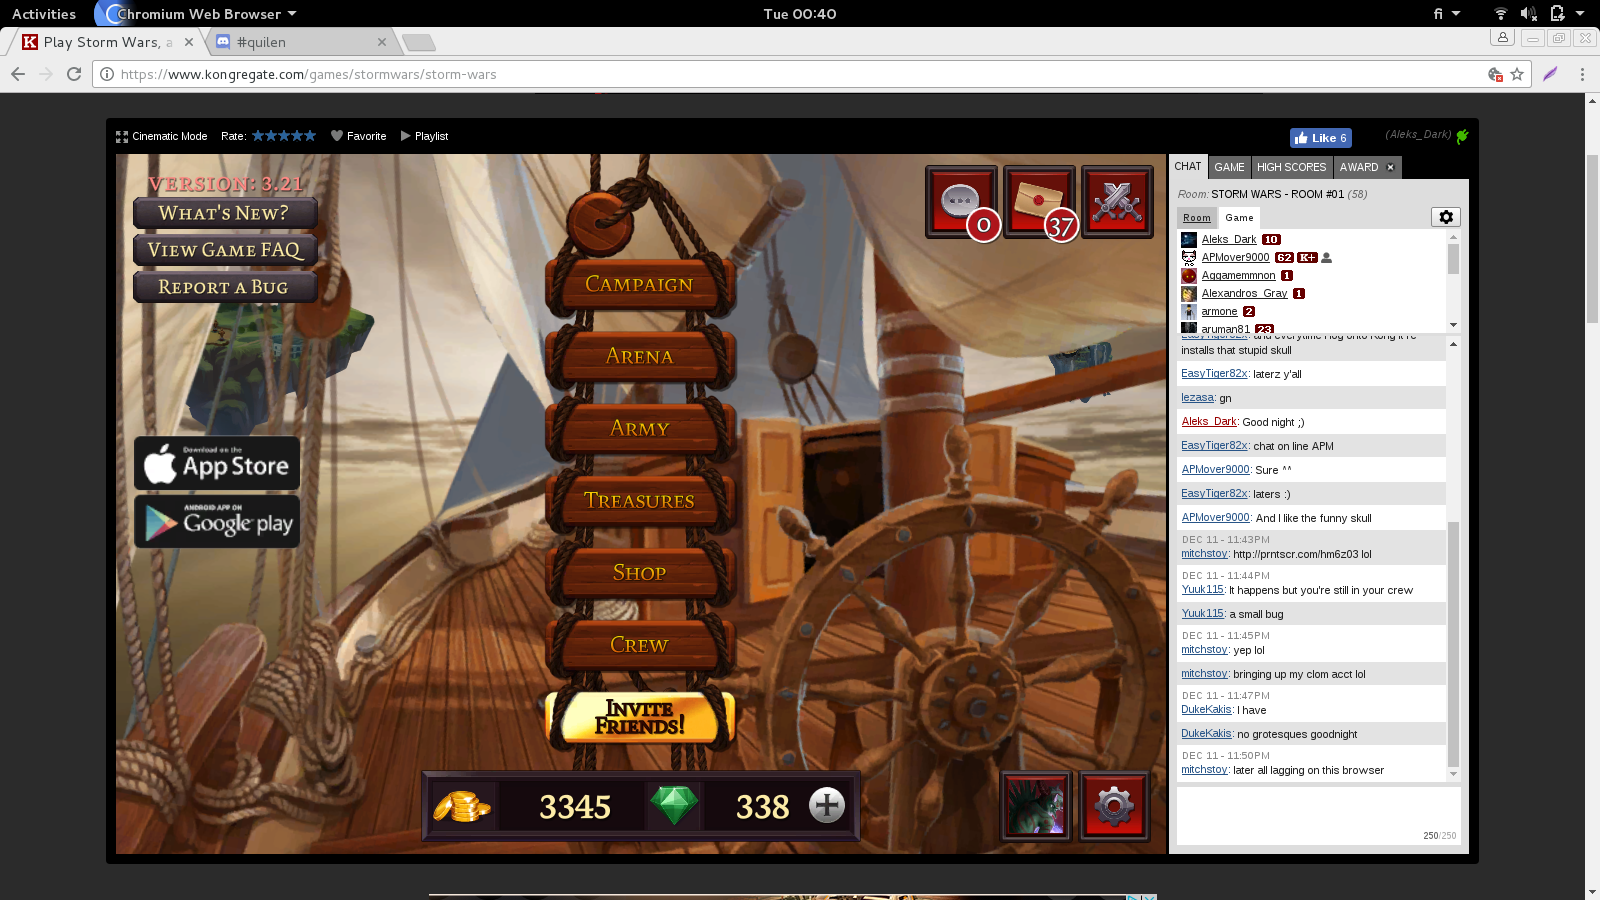 Activities
Chromium Web Browser
Tue 00:40
fi
Play Storm Wars, a
#quilen
https://www.kongregate.com/games/stormwars/storm-wars
Cinematic Mode
Rate:
Favorite
Playlist
Like 6
(Aleks_Dark)
VERSION: 3.21
WHAT'S NEW?
VIEW GAME FAQ
REPORT A BUG
Download on the
App Store
ANDROID APP ON
Google play
0
37
CAMPAIGN
ARENA
ARMY
TREASURES
SHOP
CREW
INVITE
FRIENDS!
3345
338
CHAT
GAME
HIGH SCORES
AWARD
Room: STORM WARS - ROOM #01 (58)
Room
Game
Aleks_Dark 10
APMover9000 62 K+
Aggamemmnon 1
Alexandros_Gray 1
armone 2
aruman81 23
EasyTiger82x: and everytime I log onto Kong it re
installs that stupid skull
EasyTiger82x: laterz y'all
lezasa: gn
Aleks_Dark: Good night ;)
EasyTiger82x: chat on line APM
APMover9000: Sure ^^
EasyTiger82x: laters :)
APMover9000: And I like the funny skull
DEC 11 - 11:43PM
mitchstoy: http://prntscr.com/hm6z03 lol
DEC 11 - 11:44PM
Yuuk115: It happens but you're still in your crew
Yuuk115: a small bug
DEC 11 - 11:45PM
mitchstoy: yep lol
mitchstoy: bringing up my clom acct lol
DEC 11 - 11:47PM
DukeKakis: I have
DukeKakis: no grotesques goodnight
DEC 11 - 11:50PM
mitchstoy: later all lagging on this browser
250/250